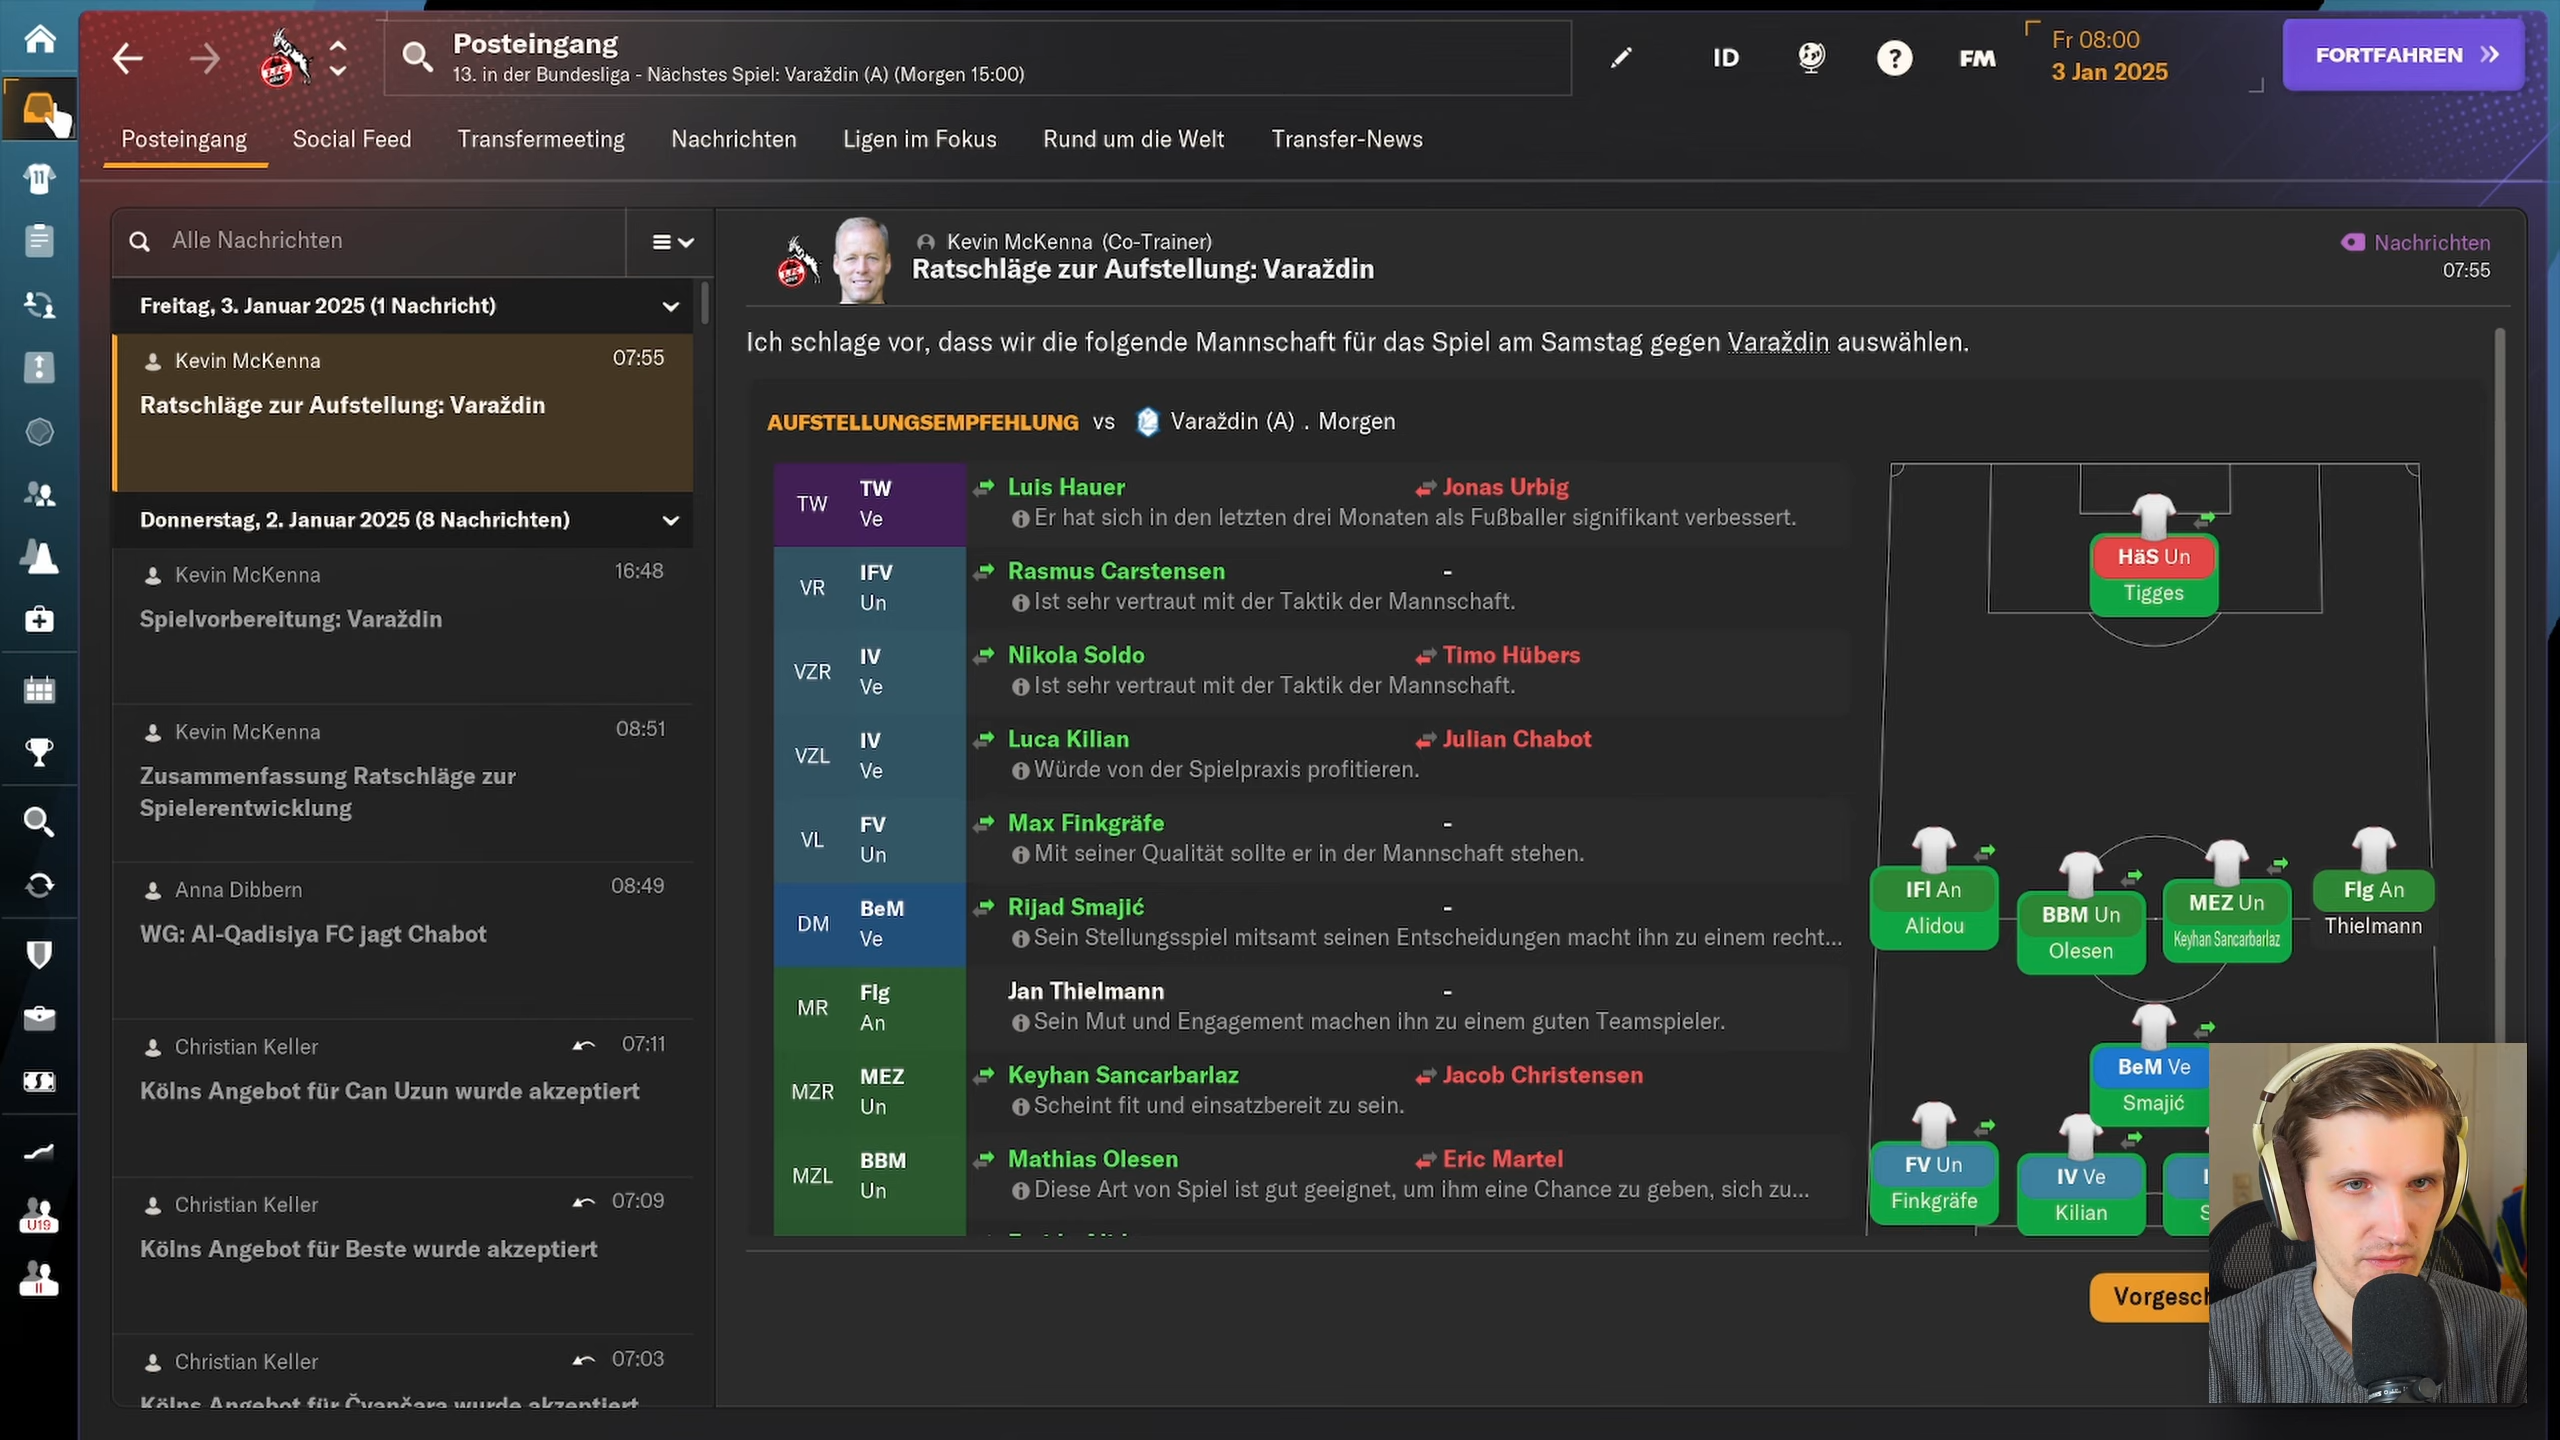 Posteingang
13. in der Bundesliga - Nächstes Spiel: Varaždin (A) (Morgen 15:00)
ID
FM
Fr 08:00
3 Jan 2025
FORTFAHREN
Posteingang
Social Feed
Transfermeeting
Nachrichten
Ligen im Fokus
Rund um die Welt
Transfer-News
Alle Nachrichten
Freitag, 3. Januar 2025 (1 Nachricht)
Kevin McKenna 07:55
Ratschläge zur Aufstellung: Varaždin
Donnerstag, 2. Januar 2025 (8 Nachrichten)
Kevin McKenna 16:48
Spielvorbereitung: Varaždin
Kevin McKenna 08:51
Zusammenfassung Ratschläge zur
Spielerentwicklung
Anna Dibbern 08:49
WG: Al-Qadisiya FC jagt Chabot
Christian Keller 07:11
Kölns Angebot für Can Uzun wurde akzeptiert
Christian Keller 07:09
Kölns Angebot für Beste wurde akzeptiert
Christian Keller 07:03
Kölns Angebot für Čvančara wurde akzeptiert
11
U19
II
Kevin McKenna (Co-Trainer)
Ratschläge zur Aufstellung: Varaždin
Nachrichten
07:55
Ich schlage vor, dass wir die folgende Mannschaft für das Spiel am Samstag gegen Varaždin auswählen.
AUFSTELLUNGSEMPFEHLUNG vs Varaždin (A) . Morgen
TW TW Ve Luis Hauer Jonas Urbig
Er hat sich in den letzten drei Monaten als Fußballer signifikant verbessert.
VR IFV Un Rasmus Carstensen -
Ist sehr vertraut mit der Taktik der Mannschaft.
VZR IV Ve Nikola Soldo Timo Hübers
Ist sehr vertraut mit der Taktik der Mannschaft.
VZL IV Ve Luca Kilian Julian Chabot
Würde von der Spielpraxis profitieren.
VL FV Un Max Finkgräfe -
Mit seiner Qualität sollte er in der Mannschaft stehen.
DM BeM Ve Rijad Smajić -
Sein Stellungsspiel mitsamt seinen Entscheidungen macht ihn zu einem recht...
MR Flg An Jan Thielmann -
Sein Mut und Engagement machen ihn zu einem guten Teamspieler.
MZR MEZ Un Keyhan Sancarbarlaz Jacob Christensen
Scheint fit und einsatzbereit zu sein.
MZL BBM Un Mathias Olesen Eric Martel
Diese Art von Spiel ist gut geeignet, um ihm eine Chance zu geben, sich zu...
HäS Un
Tigges
IFl An
Alidou
BBM Un
Olesen
MEZ Un
Keyhan Sancarbarlaz
Flg An
Thielmann
BeM Ve
Smajić
FV Un
Finkgräfe
IV Ve
Kilian
Vorgesch